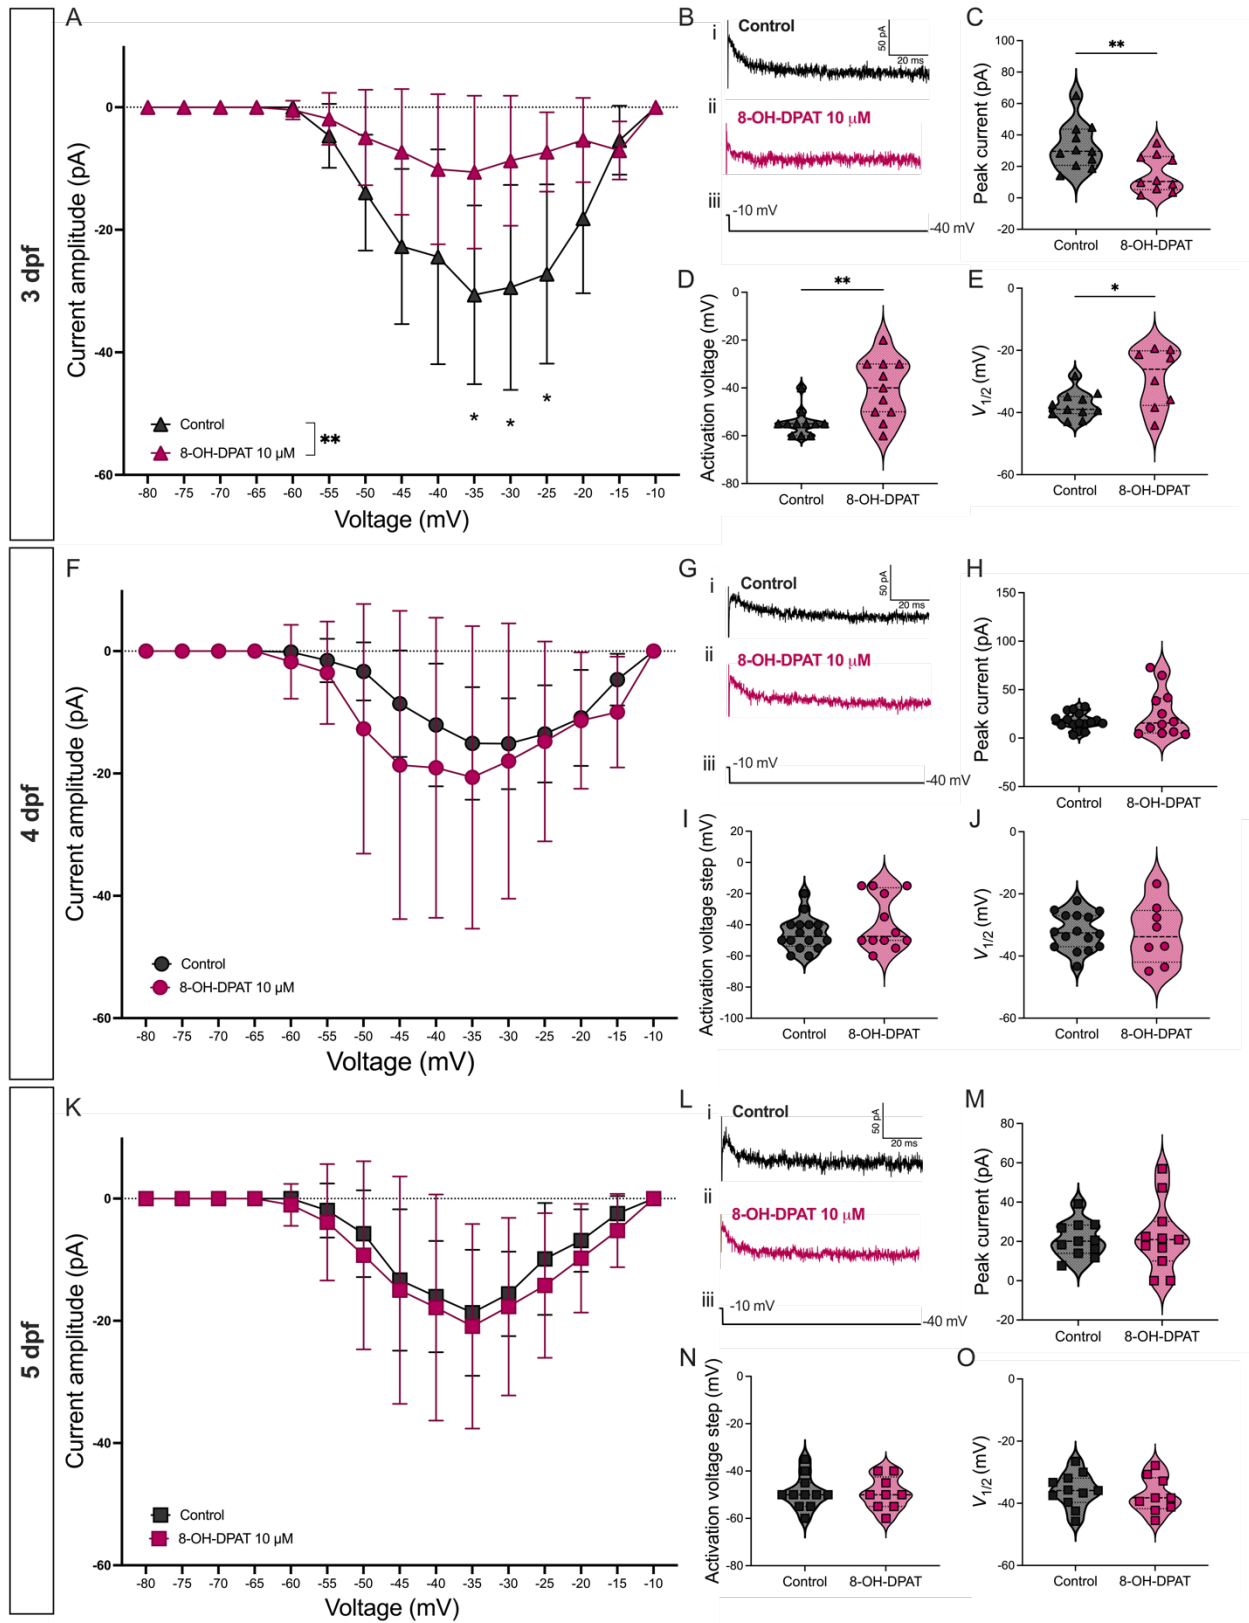 3 dpf
A
Current amplitude (pA)
0
-20
-40
-60
* * *
Control
8-OH-DPAT 10 µM
**
-80 -75 -70 -65 -60 -55 -50 -45 -40 -35 -30 -25 -20 -15 -10
Voltage (mV)
B
i
Control
50 pA
20 ms
ii
8-OH-DPAT 10 µM
iii
-10 mV
-40 mV
C
Peak current (pA)
100
80
60
40
20
0
-20
**
Control 8-OH-DPAT
D
Activation voltage (mV)
0
-20
-40
-60
-80
**
Control 8-OH-DPAT
E
V1/2 (mV)
0
-20
-40
-60
*
Control 8-OH-DPAT
4 dpf
F
Current amplitude (pA)
0
-20
-40
-60
Control
8-OH-DPAT 10 µM
-80 -75 -70 -65 -60 -55 -50 -45 -40 -35 -30 -25 -20 -15 -10
Voltage (mV)
G
i
Control
50 pA
20 ms
ii
8-OH-DPAT 10 µM
iii
-10 mV
-40 mV
H
Peak current (pA)
150
100
50
0
-50
Control 8-OH-DPAT
I
Activation voltage step (mV)
20
0
-20
-40
-60
-80
-100
Control 8-OH-DPAT
J
V1/2 (mV)
0
-20
-40
-60
Control 8-OH-DPAT
5 dpf
K
Current amplitude (pA)
0
-20
-40
-60
Control
8-OH-DPAT 10 µM
-80 -75 -70 -65 -60 -55 -50 -45 -40 -35 -30 -25 -20 -15 -10
Voltage (mV)
L
i
Control
50 pA
20 ms
ii
8-OH-DPAT 10 µM
iii
-10 mV
-40 mV
M
Peak current (pA)
80
60
40
20
0
-20
Control 8-OH-DPAT
N
Activation voltage step (mV)
0
-20
-40
-60
-80
Control 8-OH-DPAT
O
V1/2 (mV)
0
-20
-40
-60
Control 8-OH-DPAT